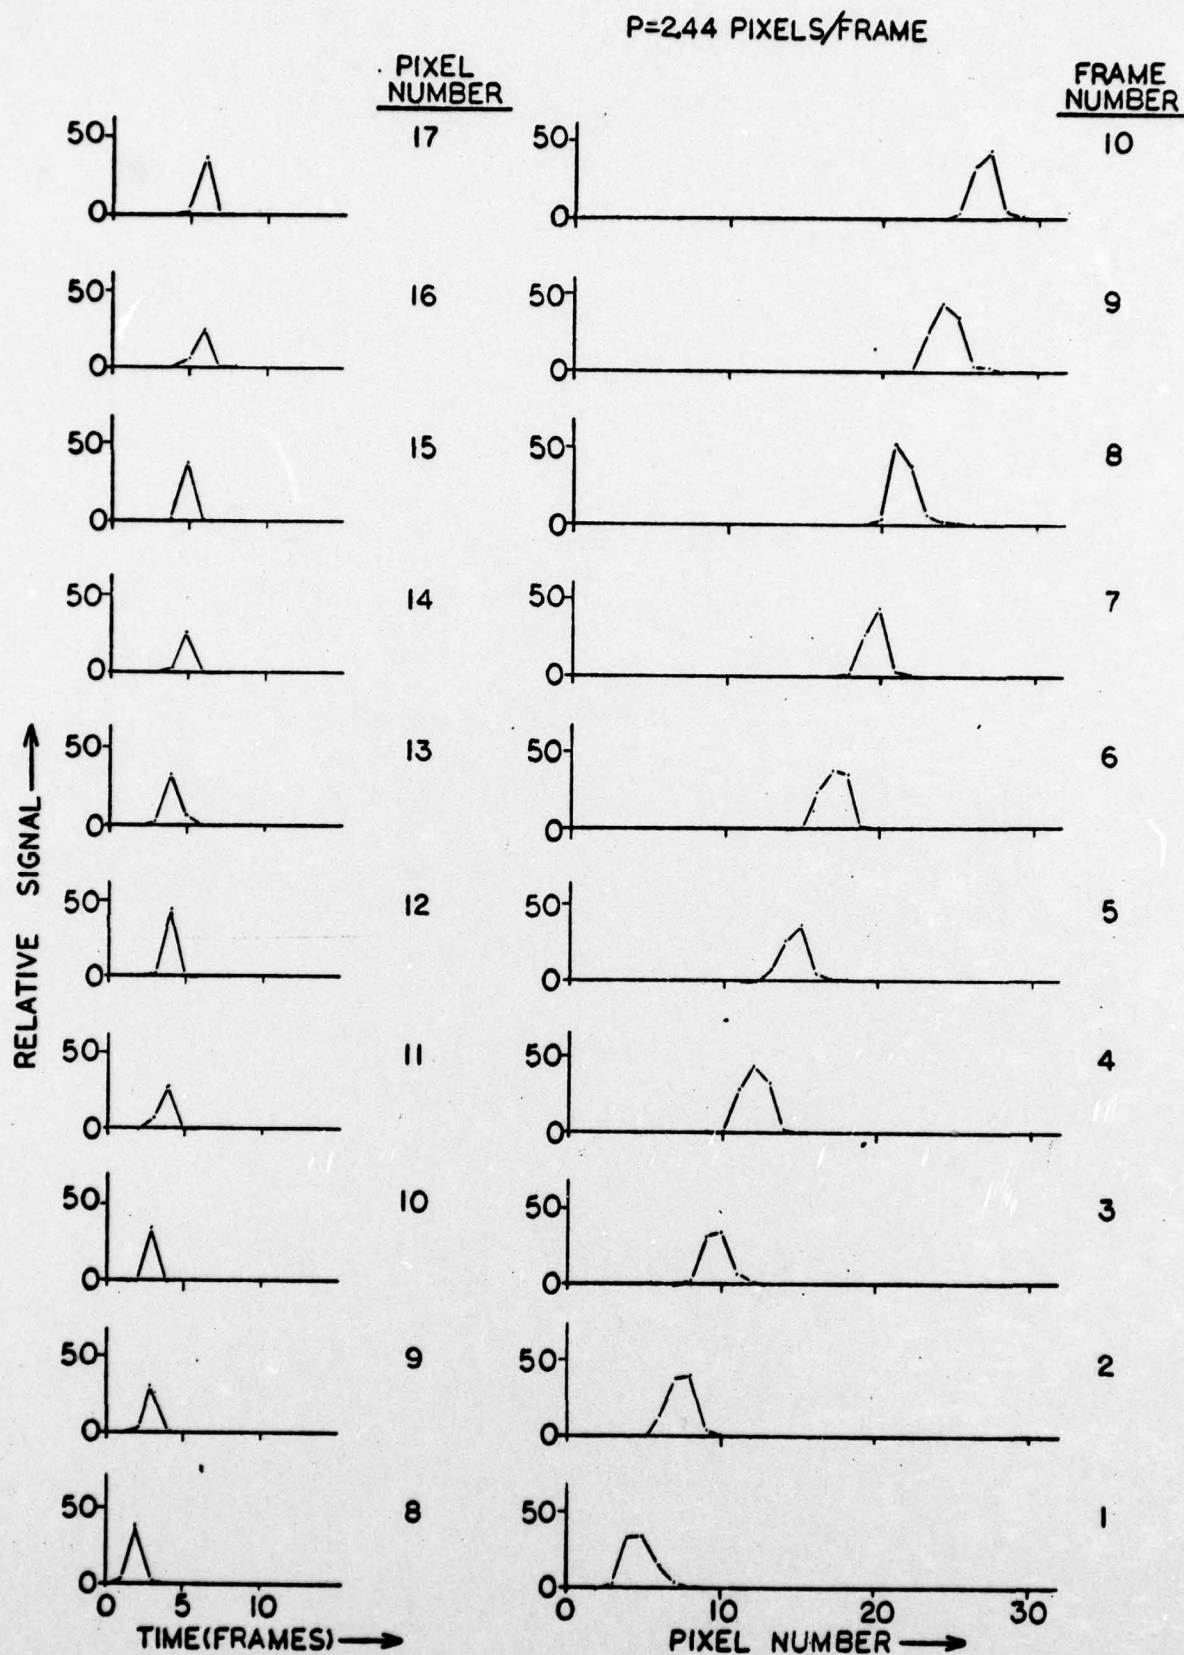 P=2.44 PIXELS/FRAME
PIXEL NUMBER
FRAME NUMBER
50 0 17 50 0 10
50 0 16 50 0 9
50 0 15 50 0 8
50 0 14 50 0 7
50 0 13 50 0 6
50 0 12 50 0 5
50 0 11 50 0 4
50 0 10 50 0 3
50 0 9 50 0 2
50 0 8 50 0 1
RELATIVE SIGNAL
0 5 10 0 10 20 30
TIME(FRAMES) PIXEL NUMBER